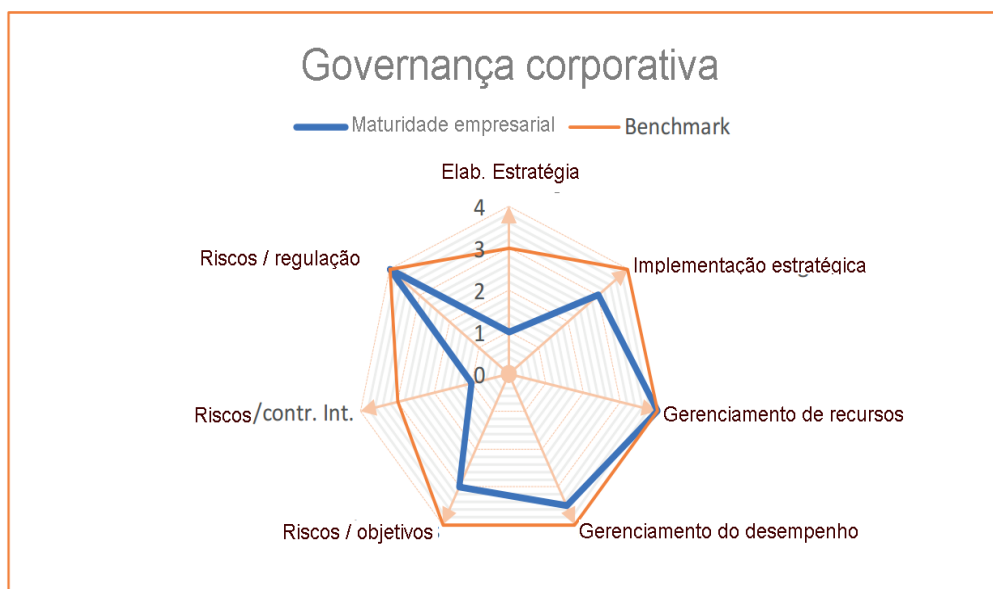 Governança corporativa
Maturidade empresarial
Benchmark
Elab. Estratégia
4
3
2
1
0
Riscos / regulação
Implementação estratégica
Riscos/contr. Int.
Gerenciamento de recursos
Riscos / objetivos
Gerenciamento do desempenho